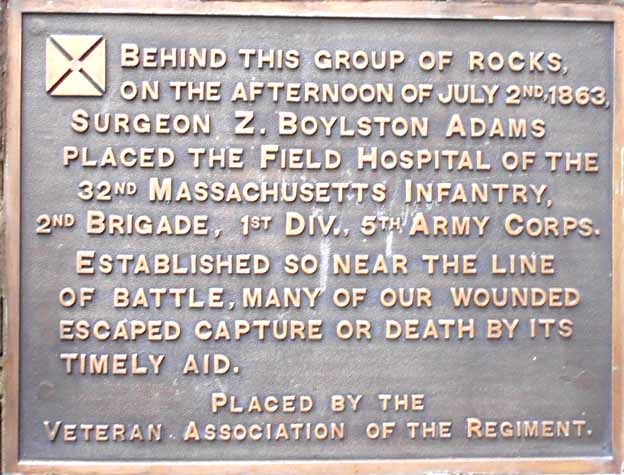 Behind this group of rocks,
on the afternoon of July 2nd, 1863,
Surgeon Z. Boylston Adams
placed the Field Hospital of the
32nd Massachusetts Infantry,
2nd Brigade, 1st Div., 5th Army Corps.
Established so near the line
of battle, many of our wounded
escaped capture or death by its
timely aid.
Placed by the
Veteran Association of the Regiment.